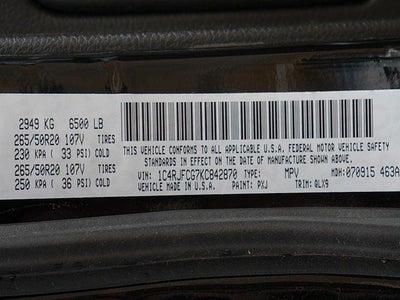 2949 KG 6500 LB
265/50R20 107V TIRES
230 KPA ( 33 PSI) COLD
265/50R20 107V TIRES
250 KPA ( 36 PSI) COLD
THIS VEHICLE CONFORMS TO ALL APPLICABLE U.S.A. FEDERAL MOTOR VEHICLE SAFETY
STANDARDS IN EFFECT ON THE DATE OF MANUFACTURE SHOWN ABOVE.
VIN: 1C4RJFCG7KC842870 TYPE: MPV MDH: 070915 463A
PAINT: PXJ TRIM: QLX9
MADE IN U.S.A.